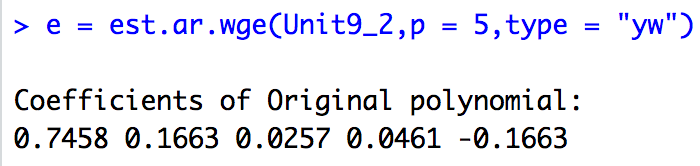 > e = est.ar.wge(Unit9_2,p = 5,type = "yw")
Coefficients of Original polynomial:
0.7458 0.1663 0.0257 0.0461 -0.1663